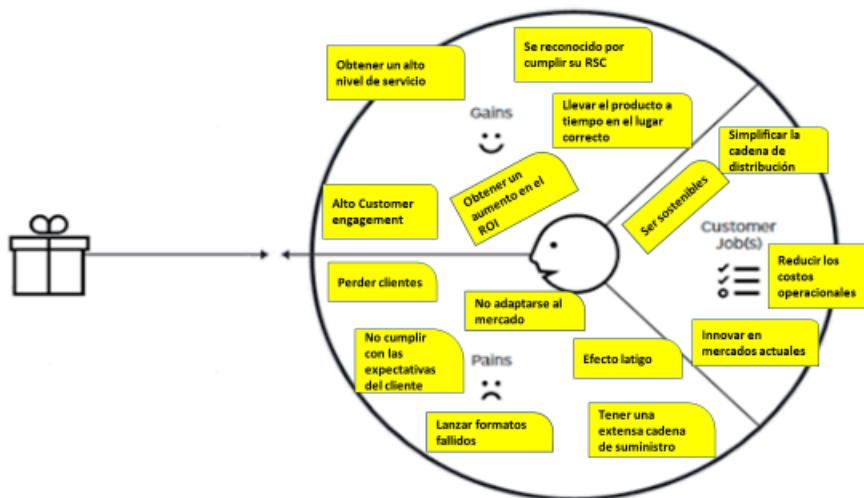 Obtener un alto
nivel de servicio
Se reconocido por
cumplir su RSC
Gains
Llevar el producto a
tiempo en el lugar
correcto
Alto Customer
engagement
Obtener un
aumento en el
ROI
Simplificar la
cadena de
distribución
Ser sostenibles
Customer
Job(s)
Reducir los
costos
operacionales
Innovar en
mercados actuales
Perder clientes
No adaptarse al
mercado
No cumplir
con las
expectativas
del cliente
Pains
Efecto latigo
Lanzar formatos
fallidos
Tener una
extensa cadena
de suministro